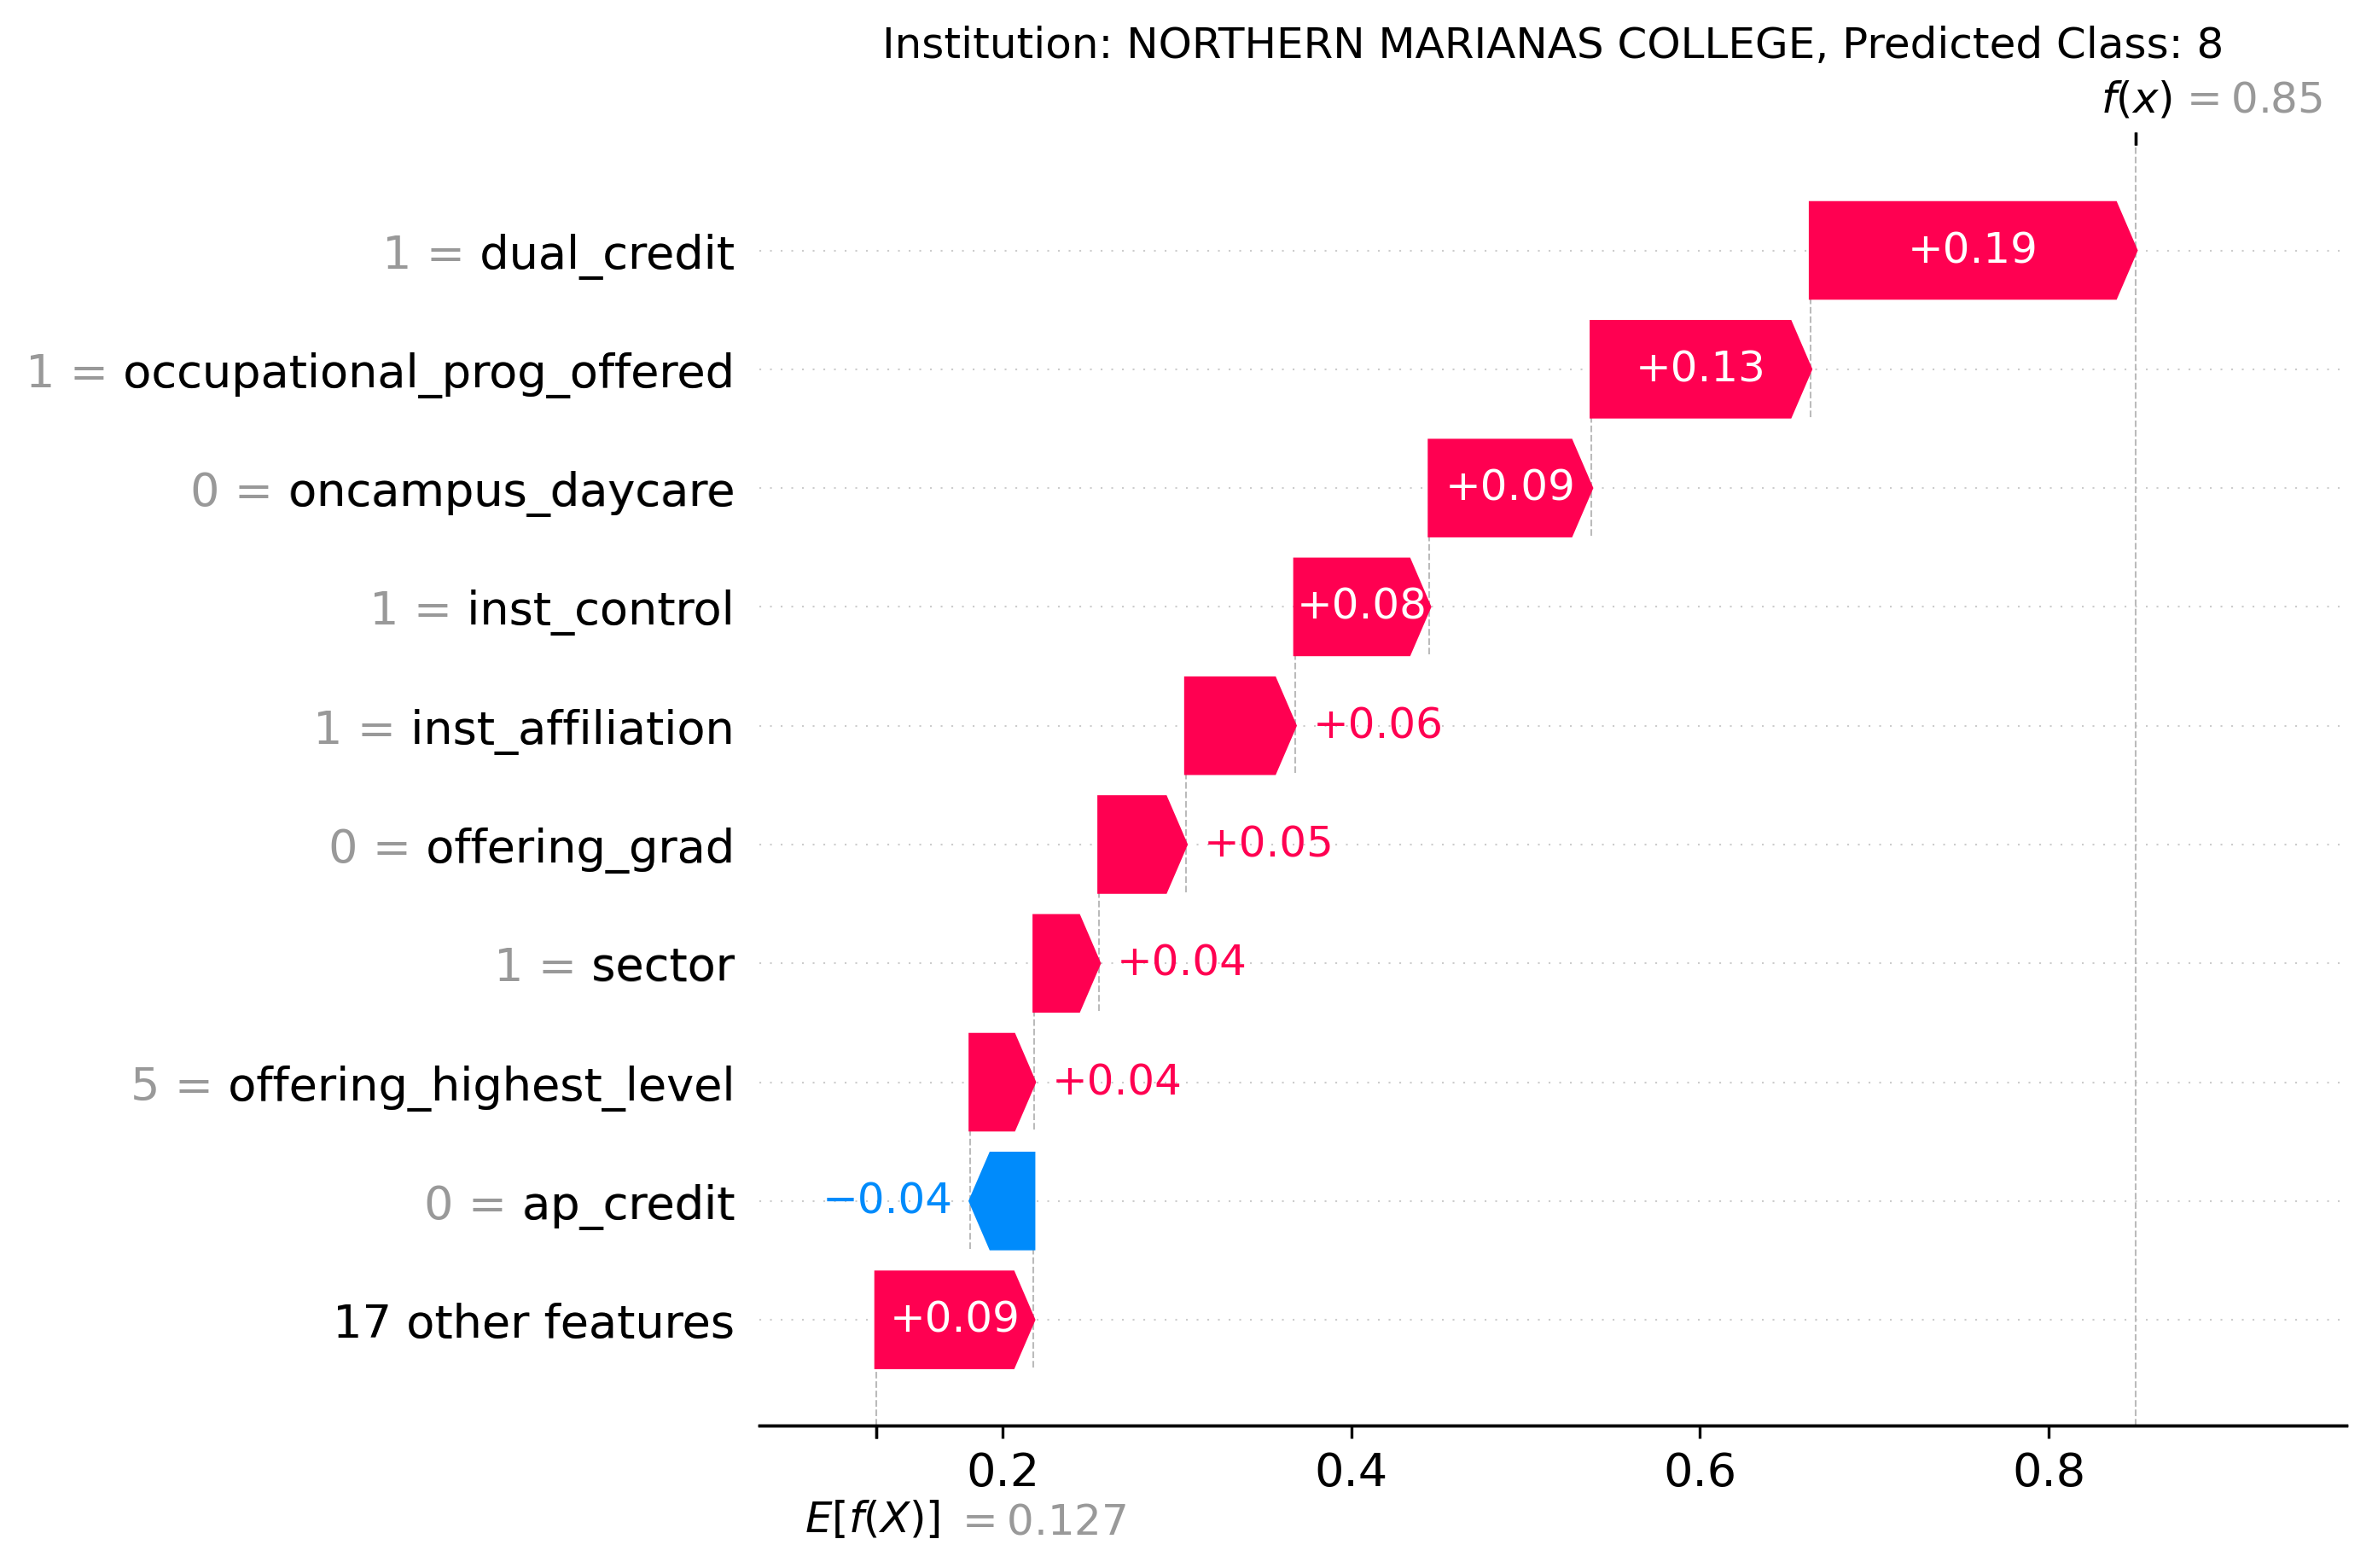 Institution: NORTHERN MARIANAS COLLEGE, Predicted Class: 8
f(x) = 0.85
1 = dual_credit +0.19
1 = occupational_prog_offered +0.13
0 = oncampus_daycare +0.09
1 = inst_control +0.08
1 = inst_affiliation +0.06
0 = offering_grad +0.05
1 = sector +0.04
5 = offering_highest_level +0.04
0 = ap_credit −0.04
17 other features +0.09
0.2 0.4 0.6 0.8
E[f(X)] = 0.127